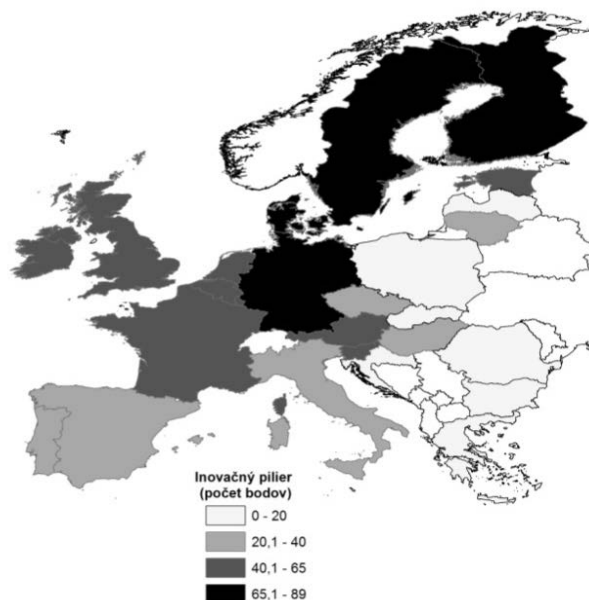 Inovačný pilier
(počet bodov)
0 - 20
20,1 - 40
40,1 - 65
65,1 - 89